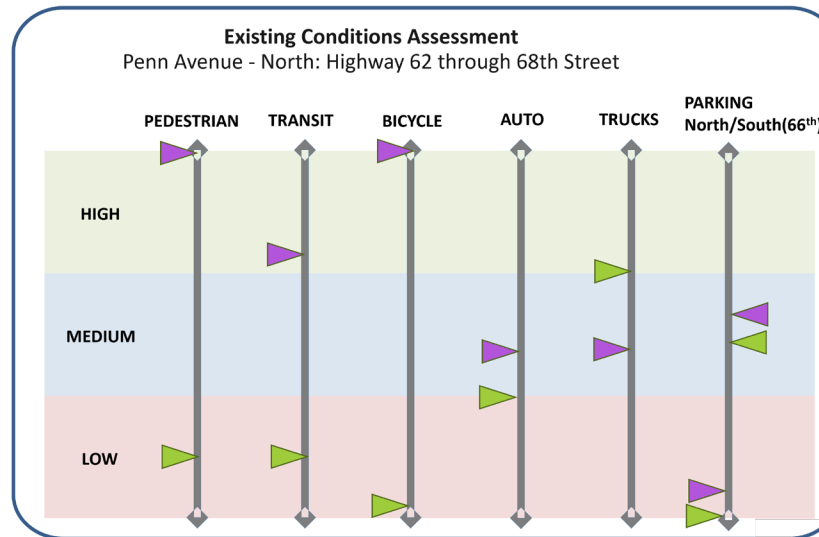 Existing Conditions Assessment
Penn Avenue - North: Highway 62 through 68th Street
PEDESTRIAN
TRANSIT
BICYCLE
AUTO
TRUCKS
PARKING
North/South(66th)
HIGH
MEDIUM
LOW